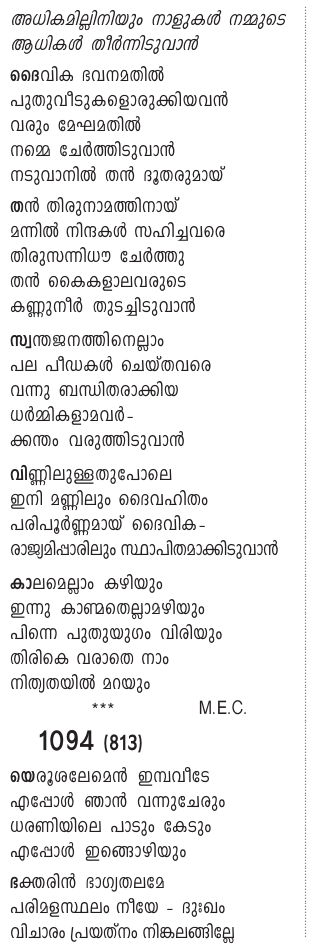 അധികമില്ലിനിയും നാളുകൾ നമ്മുടെ
ആധികൾ തീർന്നിടുവാൻ
ദൈവിക ഭവനമതിൽ
പുതുവീടുകളൊരുക്കിയവൻ
വരും മേഘമതിൽ
നമ്മെ ചേർത്തിടുവാൻ
നടുവാനിൽ തൻ ദൂതരുമായ്
തൻ തിരുനാമത്തിനായ്
മന്നിൽ നിന്ദകൾ സഹിച്ചവരെ
തിരുസന്നിധൗ ചേർത്തു
തൻ കൈകളാലവരുടെ
കണ്ണുനീർ തുടച്ചിടുവാൻ
സ്വന്തജനത്തിനെല്ലാം
പല പീഡകൾ ചെയ്തവരെ
വന്നു ബന്ധിതരാക്കിയ
ധർമ്മികളാമവർ-
ക്കന്തം വരുത്തിടുവാൻ
വിണ്ണിലുള്ളതുപോലെ
ഇനി മണ്ണിലും ദൈവഹിതം
പരിപൂർണ്ണമായ് ദൈവിക-
രാജ്യമിപ്പാരിലും സ്ഥാപിതമാക്കിടുവാൻ
കാലമെല്ലാം കഴിയും
ഇന്നു കാണ്മതെല്ലാമഴിയും
പിന്നെ പുതുയുഗം വിരിയും
തിരികെ വരാതെ നാം
നിത്യതയിൽ മറയും
*** M.E.C.
1094 (813)
യെരൂശലേമെൻ ഇമ്പവീടേ
എപ്പോൾ ഞാൻ വന്നുചേരും
ധരണിയിലെ പാടും കേടും
എപ്പോൾ ഇങ്ങൊഴിയും
ഭക്തരിൻ ഭാഗ്യതലമേ
പരിമളസ്ഥലം നീയേ - ദുഃഖം
വിചാരം പ്രയത്നം നിങ്കലങ്ങില്ലേ